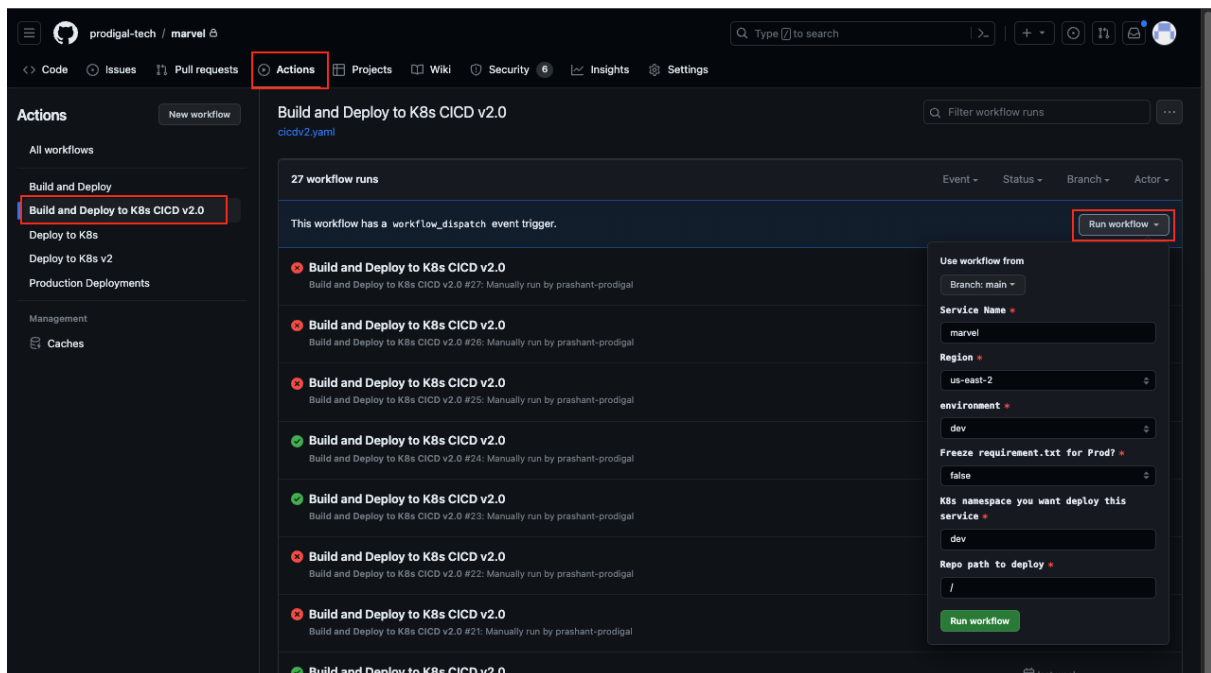 prodigal-tech / marvel
Type / to search
Code Issues Pull requests Actions Projects Wiki Security 6 Insights Settings
Actions
New workflow
All workflows
Build and Deploy
Build and Deploy to K8s CICD v2.0
Deploy to K8s
Deploy to K8s v2
Production Deployments
Management
Caches
Build and Deploy to K8s CICD v2.0
cicdv2.yaml
Filter workflow runs
27 workflow runs
Event Status Branch Actor
This workflow has a workflow_dispatch event trigger.
Run workflow
Build and Deploy to K8s CICD v2.0
Build and Deploy to K8s CICD v2.0 #27: Manually run by prashant-prodigal
Build and Deploy to K8s CICD v2.0
Build and Deploy to K8s CICD v2.0 #26: Manually run by prashant-prodigal
Build and Deploy to K8s CICD v2.0
Build and Deploy to K8s CICD v2.0 #25: Manually run by prashant-prodigal
Build and Deploy to K8s CICD v2.0
Build and Deploy to K8s CICD v2.0 #24: Manually run by prashant-prodigal
Build and Deploy to K8s CICD v2.0
Build and Deploy to K8s CICD v2.0 #23: Manually run by prashant-prodigal
Build and Deploy to K8s CICD v2.0
Build and Deploy to K8s CICD v2.0 #22: Manually run by prashant-prodigal
Build and Deploy to K8s CICD v2.0
Build and Deploy to K8s CICD v2.0 #21: Manually run by prashant-prodigal
Build and Deploy to K8s CICD v2.0
Use workflow from
Branch: main
Service Name *
marvel
Region *
us-east-2
environment *
dev
Freeze requirement.txt for Prod? *
false
K8s namespace you want deploy this
service *
dev
Repo path to deploy *
/
Run workflow